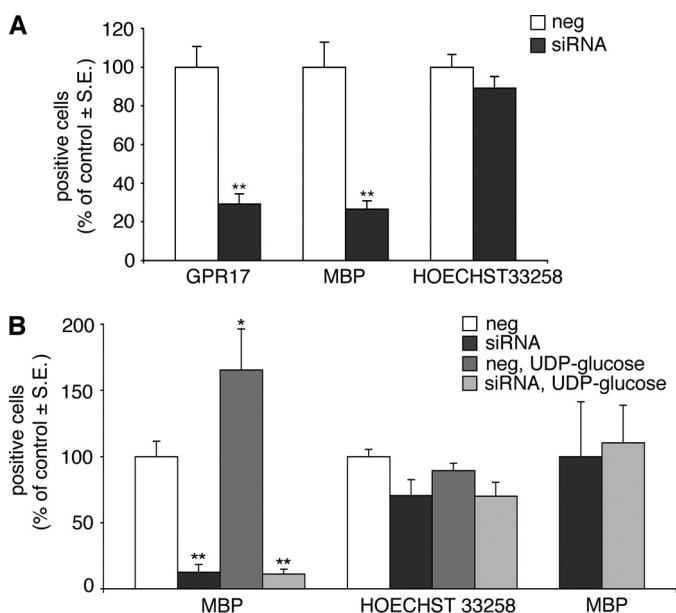 A
neg
siRNA
positive cells
(% of control ± S.E.)
120
100
80
60
40
20
0
**
**
GPR17 MBP HOECHST33258
B
neg
siRNA
neg, UDP-glucose
siRNA, UDP-glucose
positive cells
(% of control ± S.E.)
200
150
100
50
0
*
**
**
MBP HOECHST 33258 MBP